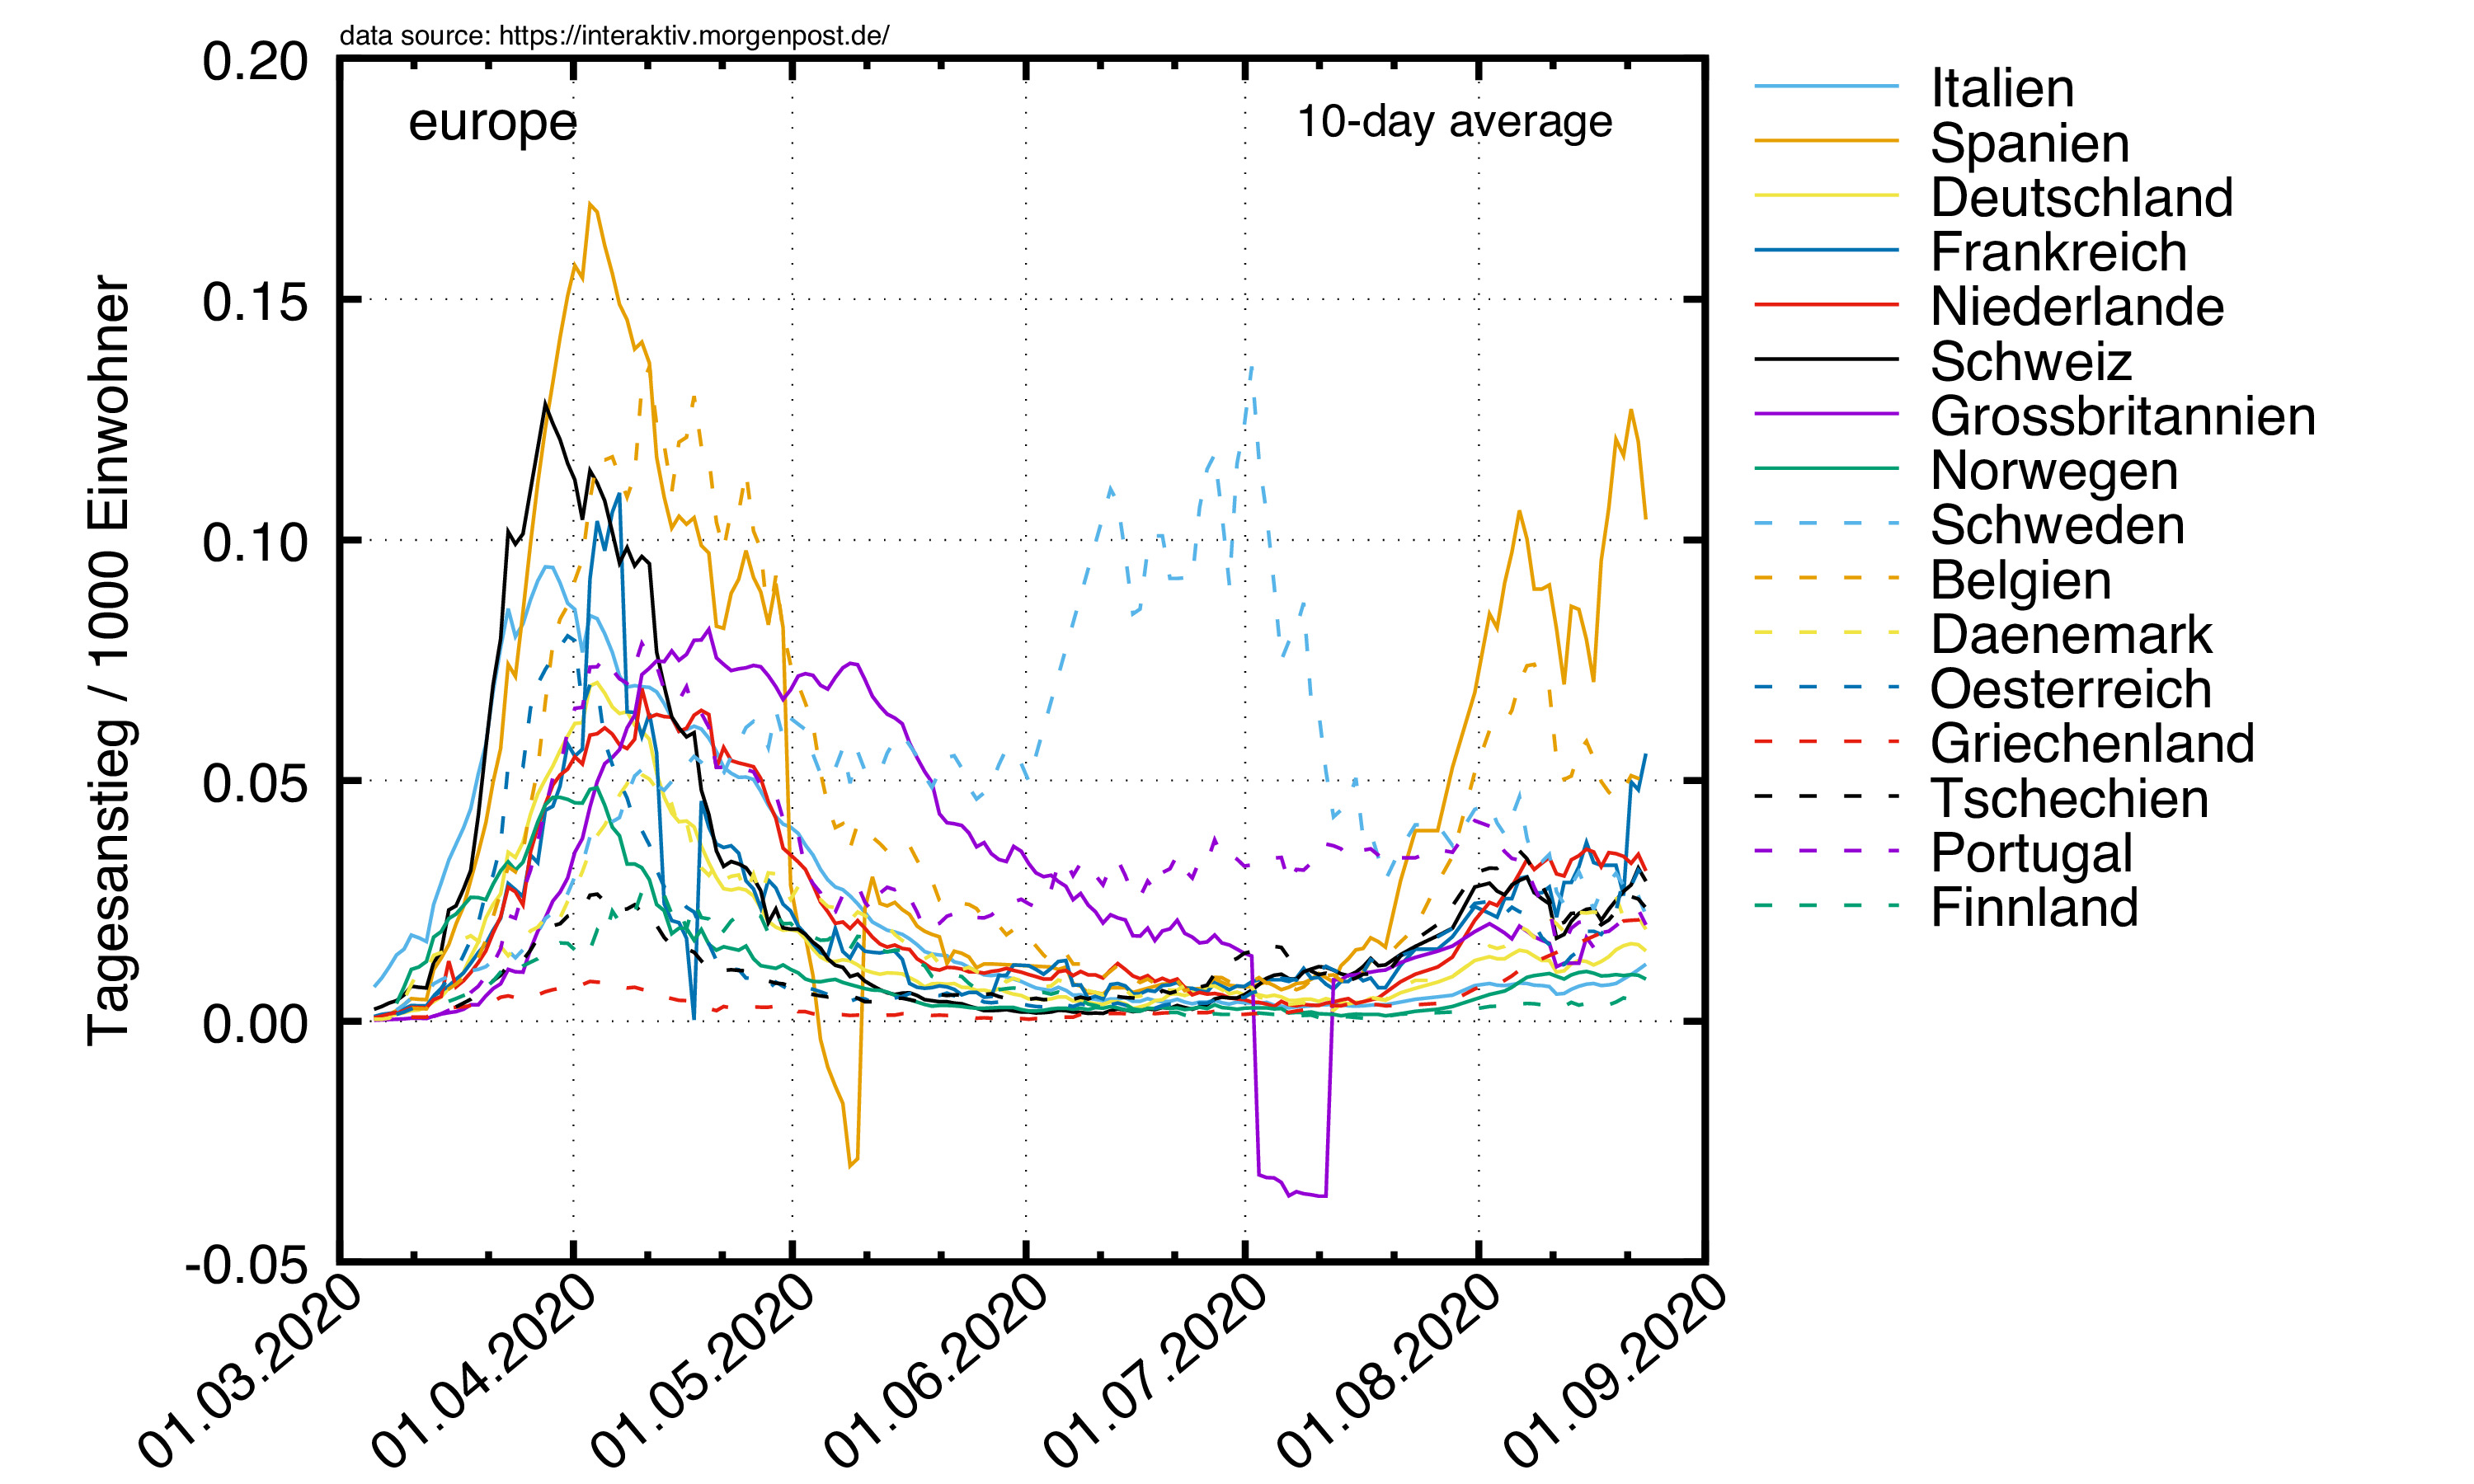 data source: https://interaktiv.morgenpost.de/
europe
10-day average
Tagesanstieg / 1000 Einwohner
0.20
0.15
0.10
0.05
0.00
-0.05
01.03.2020
01.04.2020
01.05.2020
01.06.2020
01.07.2020
01.08.2020
01.09.2020
Italien
Spanien
Deutschland
Frankreich
Niederlande
Schweiz
Grossbritannien
Norwegen
Schweden
Belgien
Daenemark
Oesterreich
Griechenland
Tschechien
Portugal
Finnland